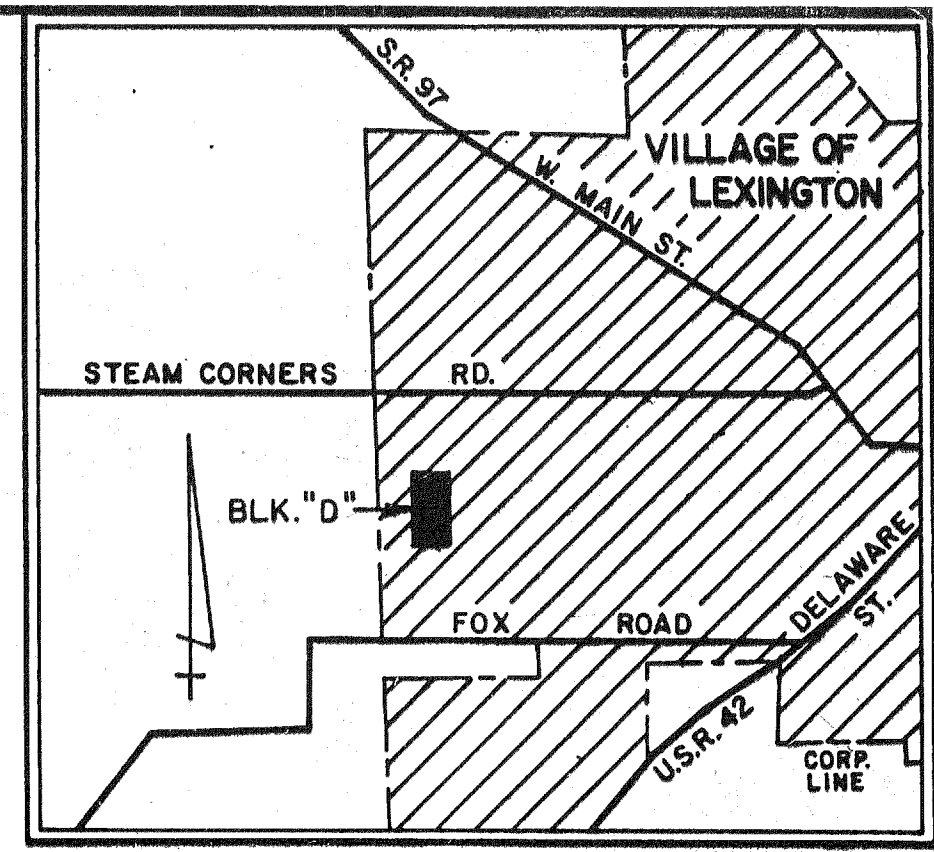 S.R. 97
VILLAGE OF
LEXINGTON
W. MAIN ST.
STEAM CORNERS RD.
BLK. "D"
DELAWARE
ST.
FOX ROAD
U.S.R. 42
CORP.
LINE